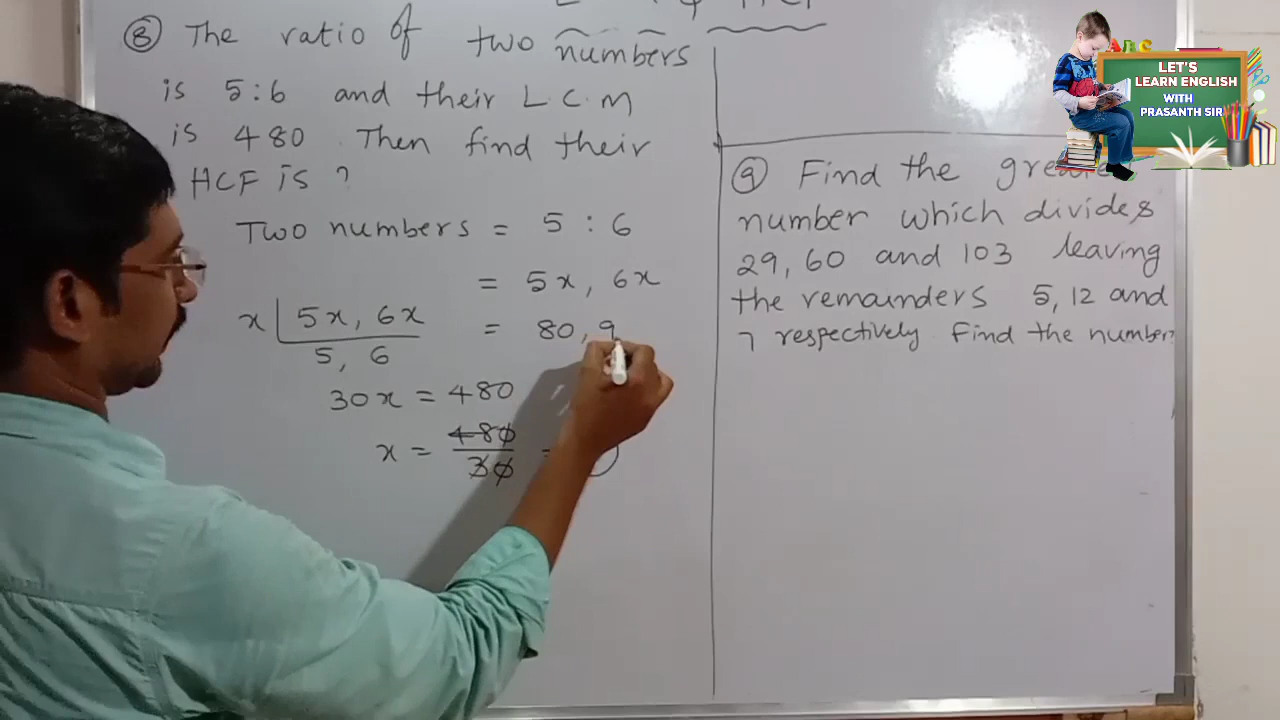 ⑧ The ratio of two numbers
is 5:6 and their L.C.M
is 480. Then find their
HCF is ?
Two numbers = 5 : 6
= 5x, 6x
x 5x, 6x = 80, 9
5, 6
30x = 480
x = 480/30 =
⑨ Find the
number which divides
29, 60 and 103 leaving
the remainders 5, 12 and
7 respectively Find the number?
ABC
LET'S
LEARN ENGLISH
WITH
PRASANTH SIR